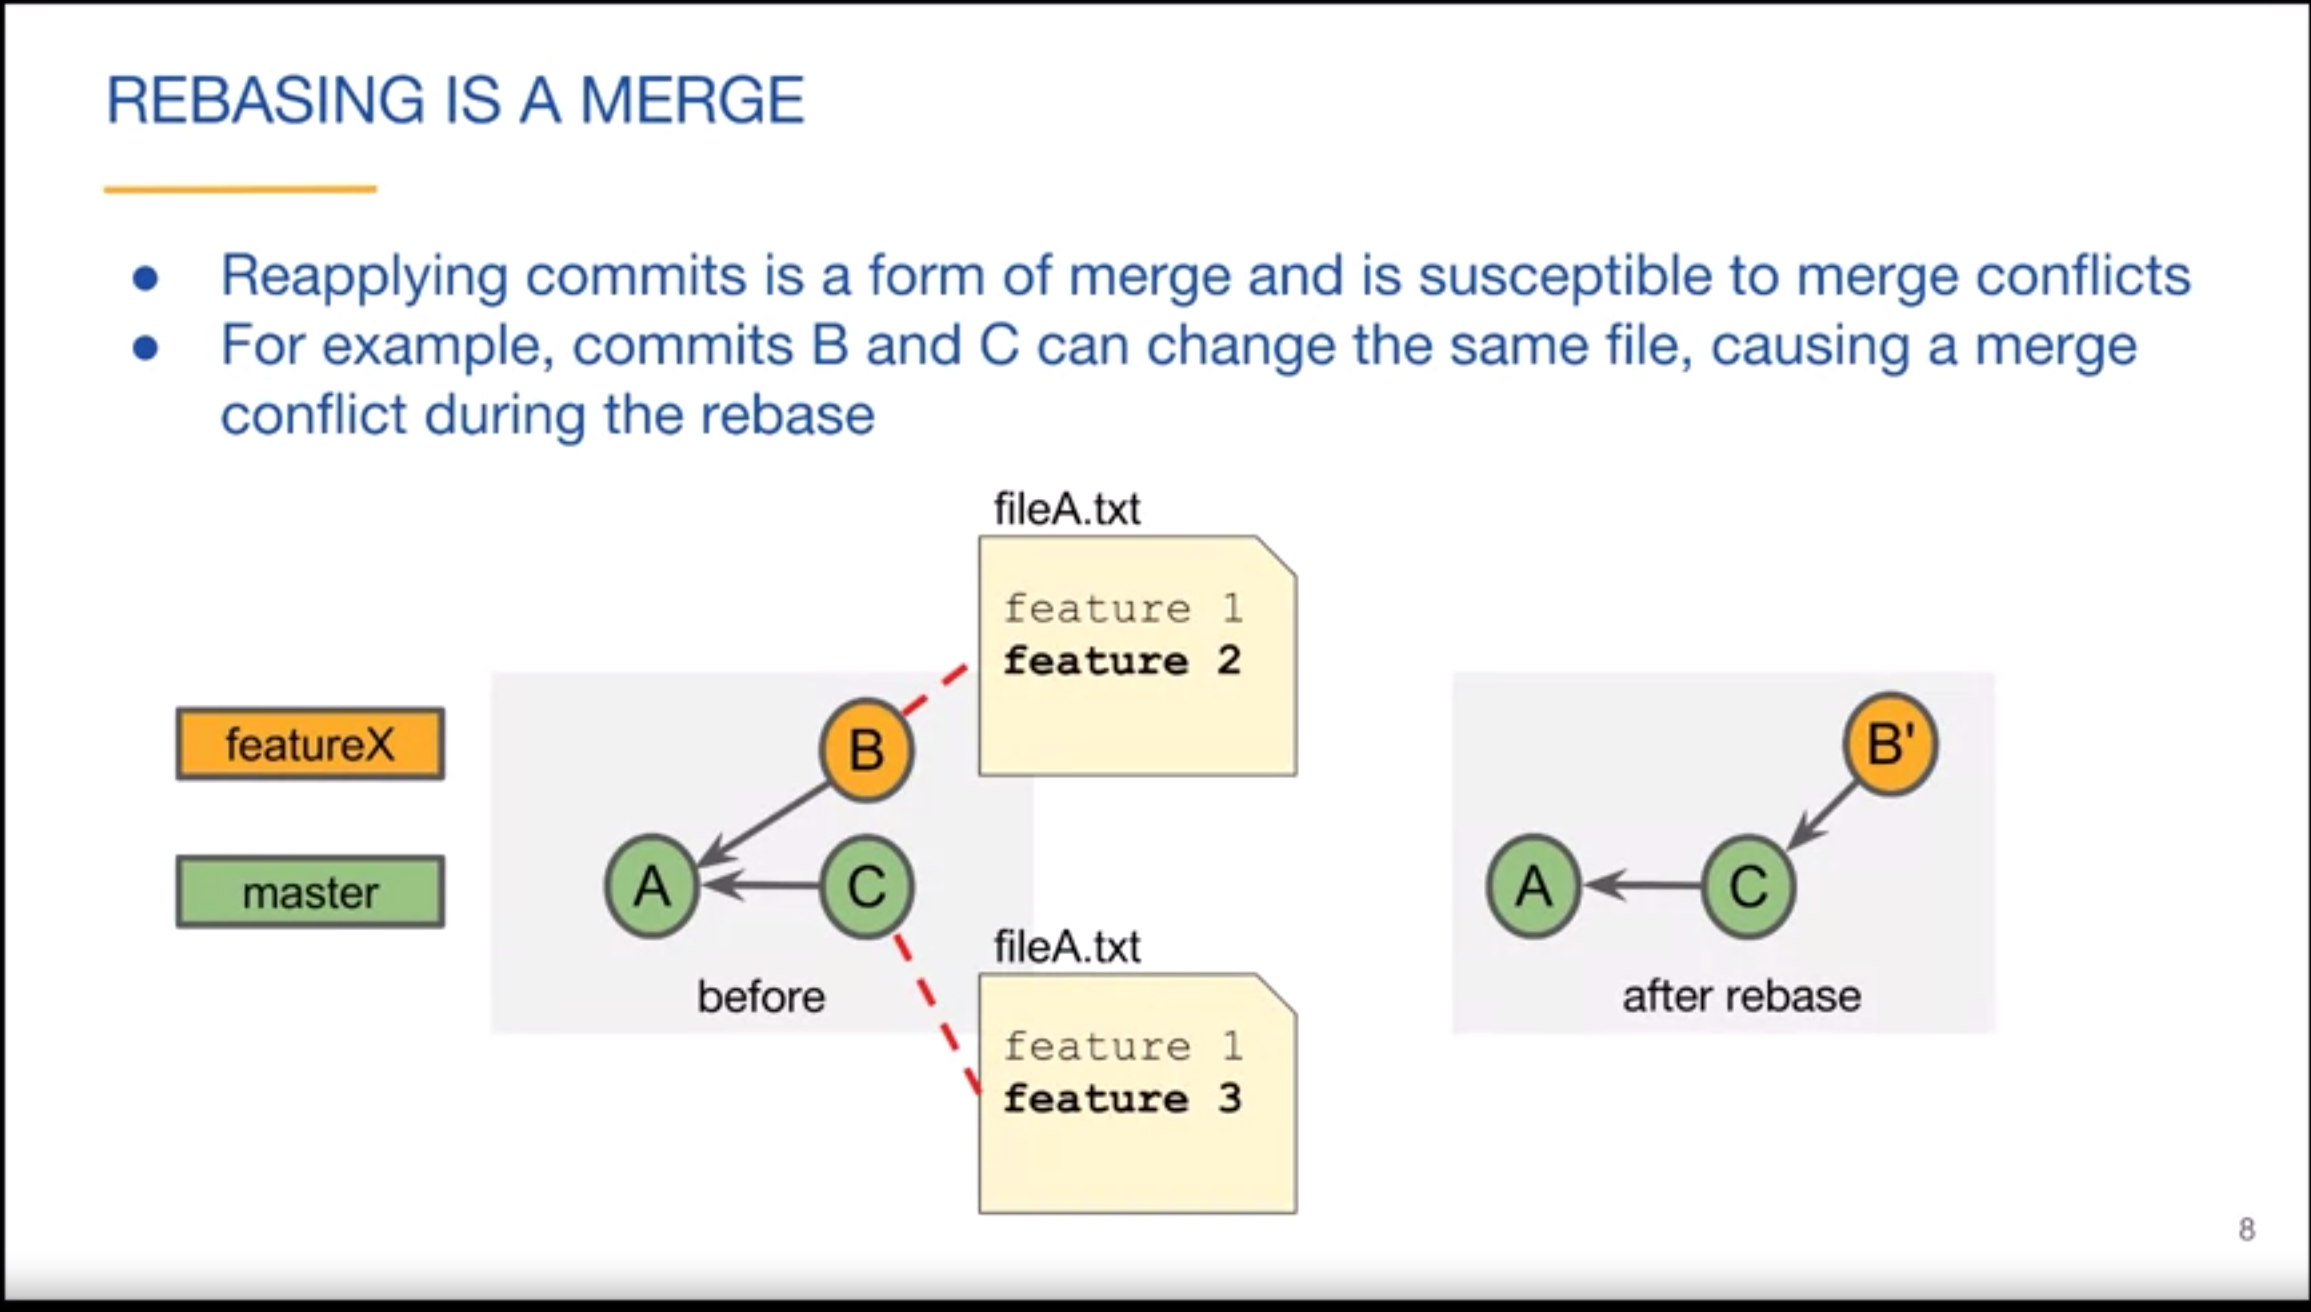 REBASING IS A MERGE
● Reapplying commits is a form of merge and is susceptible to merge conflicts
● For example, commits B and C can change the same file, causing a merge
conflict during the rebase
fileA.txt
feature 1
feature 2
featureX
B
master
A
C
before
fileA.txt
feature 1
feature 3
B'
A
C
after rebase
8